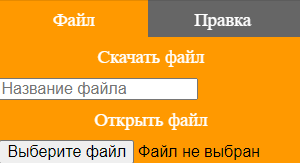 Файл Правка
Скачать файл
Название файла
Открыть файл
Выберите файл Файл не выбран